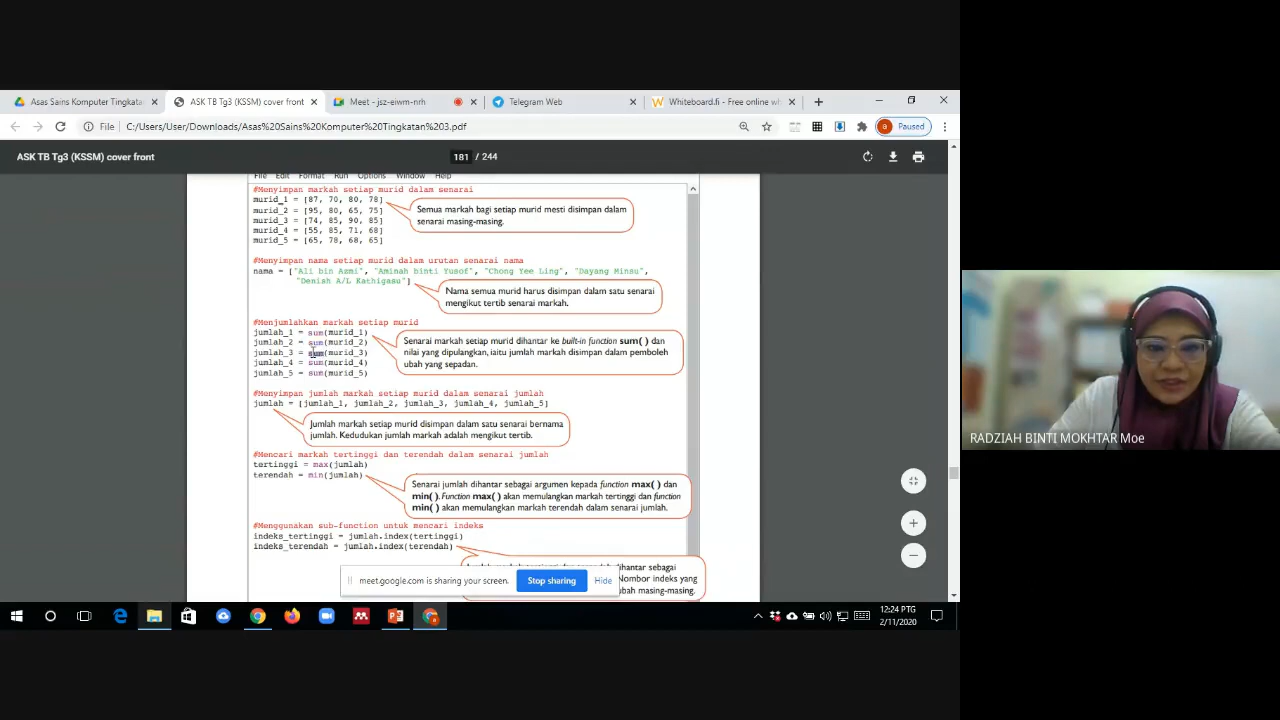 Asas Sains Komputer Tingkata
ASK TB Tg3 (KSSM) cover front
Meet - jsz-eiwm-nrh
Telegram Web
Whiteboard.fi - Free online wh
File
C:/Users/User/Downloads/Asas%20Sains%20Komputer%20Tingkatan%203.pdf
a
Paused
ASK TB Tg3 (KSSM) cover front
181 / 244
File Edit Format Run Options Window Help
#Menyimpan markah setiap murid dalam senarai
murid_1 = [87, 70, 80, 78]
murid_2 = [95, 80, 65, 75]
murid_3 = [74, 85, 90, 85]
murid_4 = [55, 85, 71, 68]
murid_5 = [65, 78, 68, 65]
Semua markah bagi setiap murid mesti disimpan dalam
senarai masing-masing.
#Menyimpan nama setiap murid dalam urutan senarai nama
nama = ["Ali bin Azmi", "Aminah binti Yusof", "Chong Yee Ling", "Dayang Minsu",
"Denish A/L Kathigasu"]
Nama semua murid harus disimpan dalam satu senarai
mengikut tertib senarai markah.
#Menjumlahkan markah setiap murid
jumlah_1 = sum(murid_1)
jumlah_2 = sum(murid_2)
jumlah_3 = sum(murid_3)
jumlah_4 = sum(murid_4)
jumlah_5 = sum(murid_5)
Senarai markah setiap murid dihantar ke built-in function sum( ) dan
nilai yang dipulangkan, iaitu jumlah markah disimpan dalam pemboleh
ubah yang sepadan.
#Menyimpan jumlah markah setiap murid dalam senarai jumlah
jumlah = [jumlah_1, jumlah_2, jumlah_3, jumlah_4, jumlah_5]
Jumlah markah setiap murid disimpan dalam satu senarai bernama
jumlah. Kedudukan jumlah markah adalah mengikut tertib.
#Mencari markah tertinggi dan terendah dalam senarai jumlah
tertinggi = max(jumlah)
terendah = min(jumlah)
Senarai jumlah dihantar sebagai argumen kepada function max( ) dan
min( ). Function max( ) akan memulangkan markah tertinggi dan function
min( ) akan memulangkan markah terendah dalam senarai jumlah.
#Menggunakan sub-function untuk mencari indeks
indeks_tertinggi = jumlah.index(tertinggi)
indeks_terendah = jumlah.index(terendah)
dihantar sebagai
Nombor indeks yang
ubah masing-masing.
meet.google.com is sharing your screen.
Stop sharing
Hide
RADZIAH BINTI MOKHTAR Moe
12:24 PTG
2/11/2020